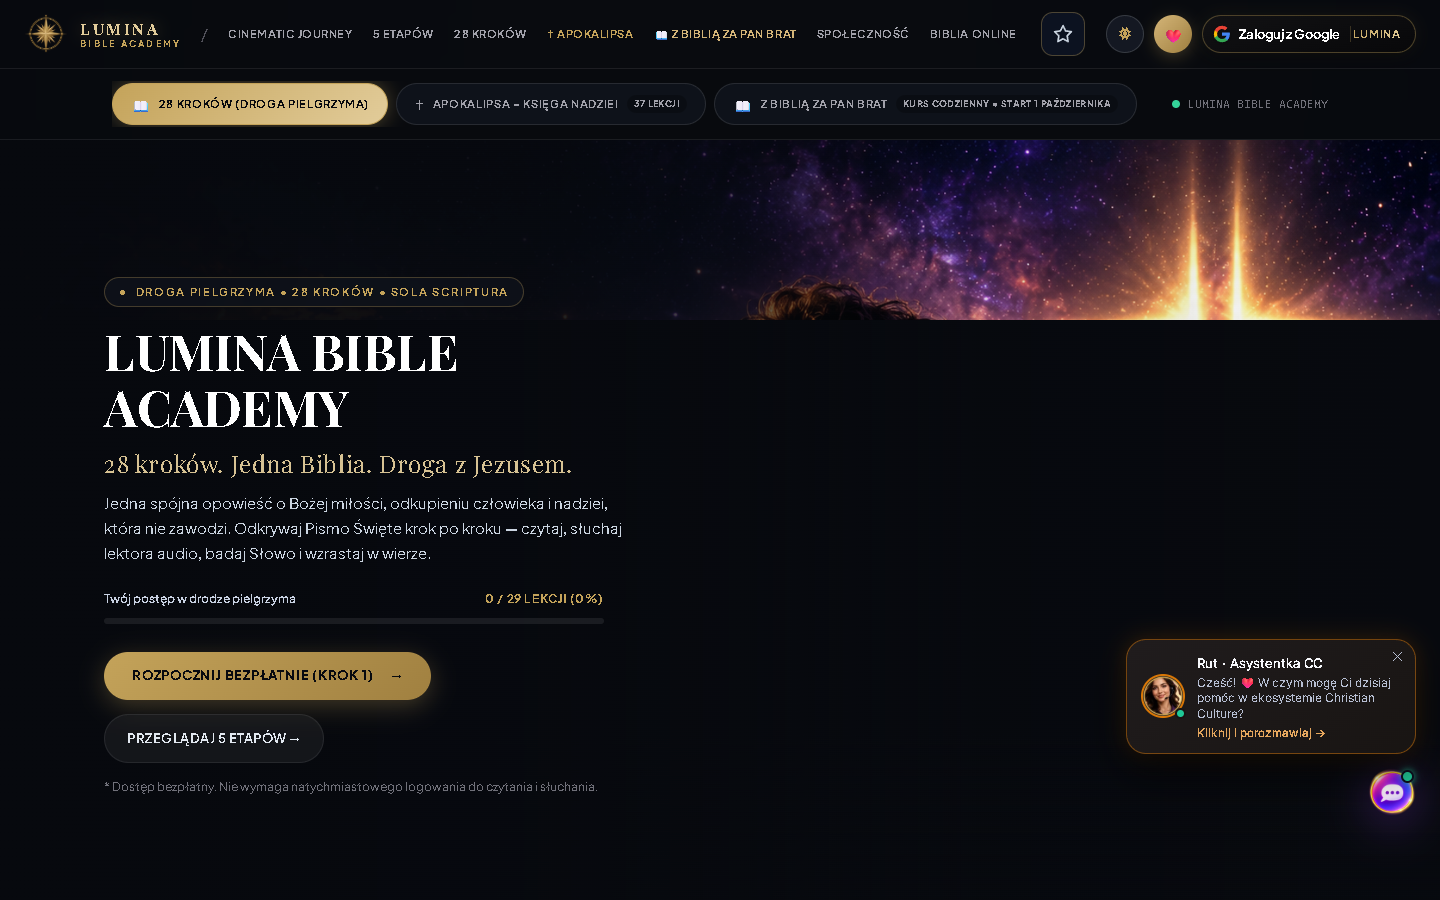 LUMINA
BIBLE ACADEMY
/
CINEMATIC JOURNEY
5 ETAPÓW
28 KROKÓW
† APOKALIPSA
📖 Z BIBLIĄ ZA PAN BRAT
SPOŁECZNOŚĆ
BIBLIA ONLINE
Zaloguj z Google
LUMINA
28 KROKÓW (DROGA PIELGRZYMA)
† APOKALIPSA – KSIĘGA NADZIEI
37 LEKCJI
Z BIBLIĄ ZA PAN BRAT
KURS CODZIENNY • START 1 PAŹDZIERNIKA
LUMINA BIBLE ACADEMY
• DROGA PIELGRZYMA • 28 KROKÓW • SOLA SCRIPTURA
LUMINA BIBLE
ACADEMY
28 kroków. Jedna Biblia. Droga z Jezusem.
Jedna spójna opowieść o Bożej miłości, odkupieniu człowieka i nadziei,
która nie zawodzi. Odkrywaj Pismo Święte krok po kroku — czytaj, słuchaj
lektora audio, badaj Słowo i wzrastaj w wierze.
Twój postęp w drodze pielgrzyma
0 / 29 LEKCJI (0%)
ROZPOCZNIJ BEZPŁATNIE (KROK 1) →
PRZEGLĄDAJ 5 ETAPÓW →
* Dostęp bezpłatny. Nie wymaga natychmiastowego logowania do czytania i słuchania.
Rut · Asystentka CC
Cześć! ❤️ W czym mogę Ci dzisiaj
pomóc w ekosystemie Christian
Culture?
Kliknij i porozmawiaj →